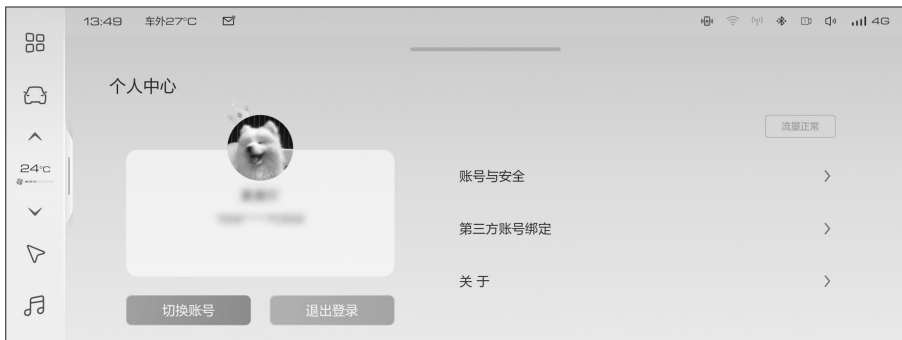 13:49 车外27°C 4G
个人中心
流量正常
24°C
账号与安全
第三方账号绑定
关于
切换账号 退出登录